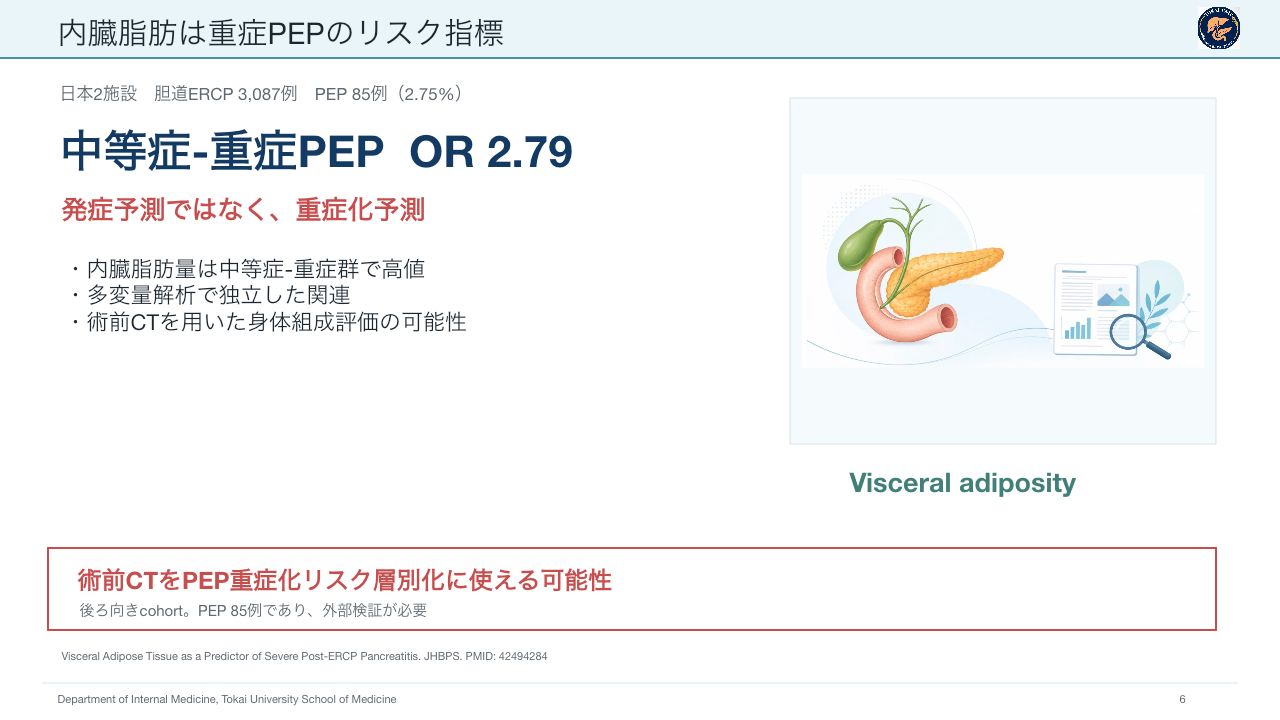 内臓脂肪は重症PEPのリスク指標
日本2施設　胆道ERCP 3,087例　PEP 85例（2.75%）
中等症-重症PEP  OR 2.79
発症予測ではなく、重症化予測
・内臓脂肪量は中等症-重症群で高値
・多変量解析で独立した関連
・術前CTを用いた身体組成評価の可能性
Visceral adiposity
術前CTをPEP重症化リスク層別化に使える可能性
後ろ向きcohort。PEP 85例であり、外部検証が必要
Visceral Adipose Tissue as a Predictor of Severe Post-ERCP Pancreatitis. JHBPS. PMID: 42494284
Department of Internal Medicine, Tokai University School of Medicine
6